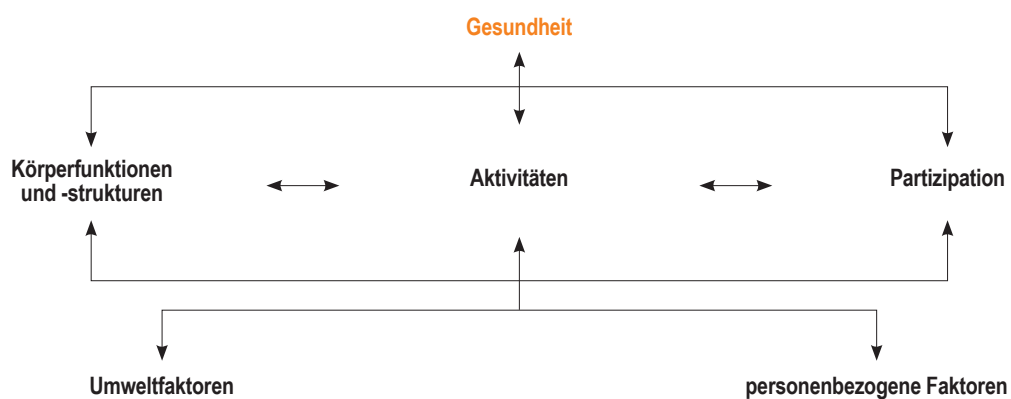 Gesundheit
Körperfunktionen
und -strukturen
Aktivitäten
Partizipation
Umweltfaktoren
personenbezogene Faktoren